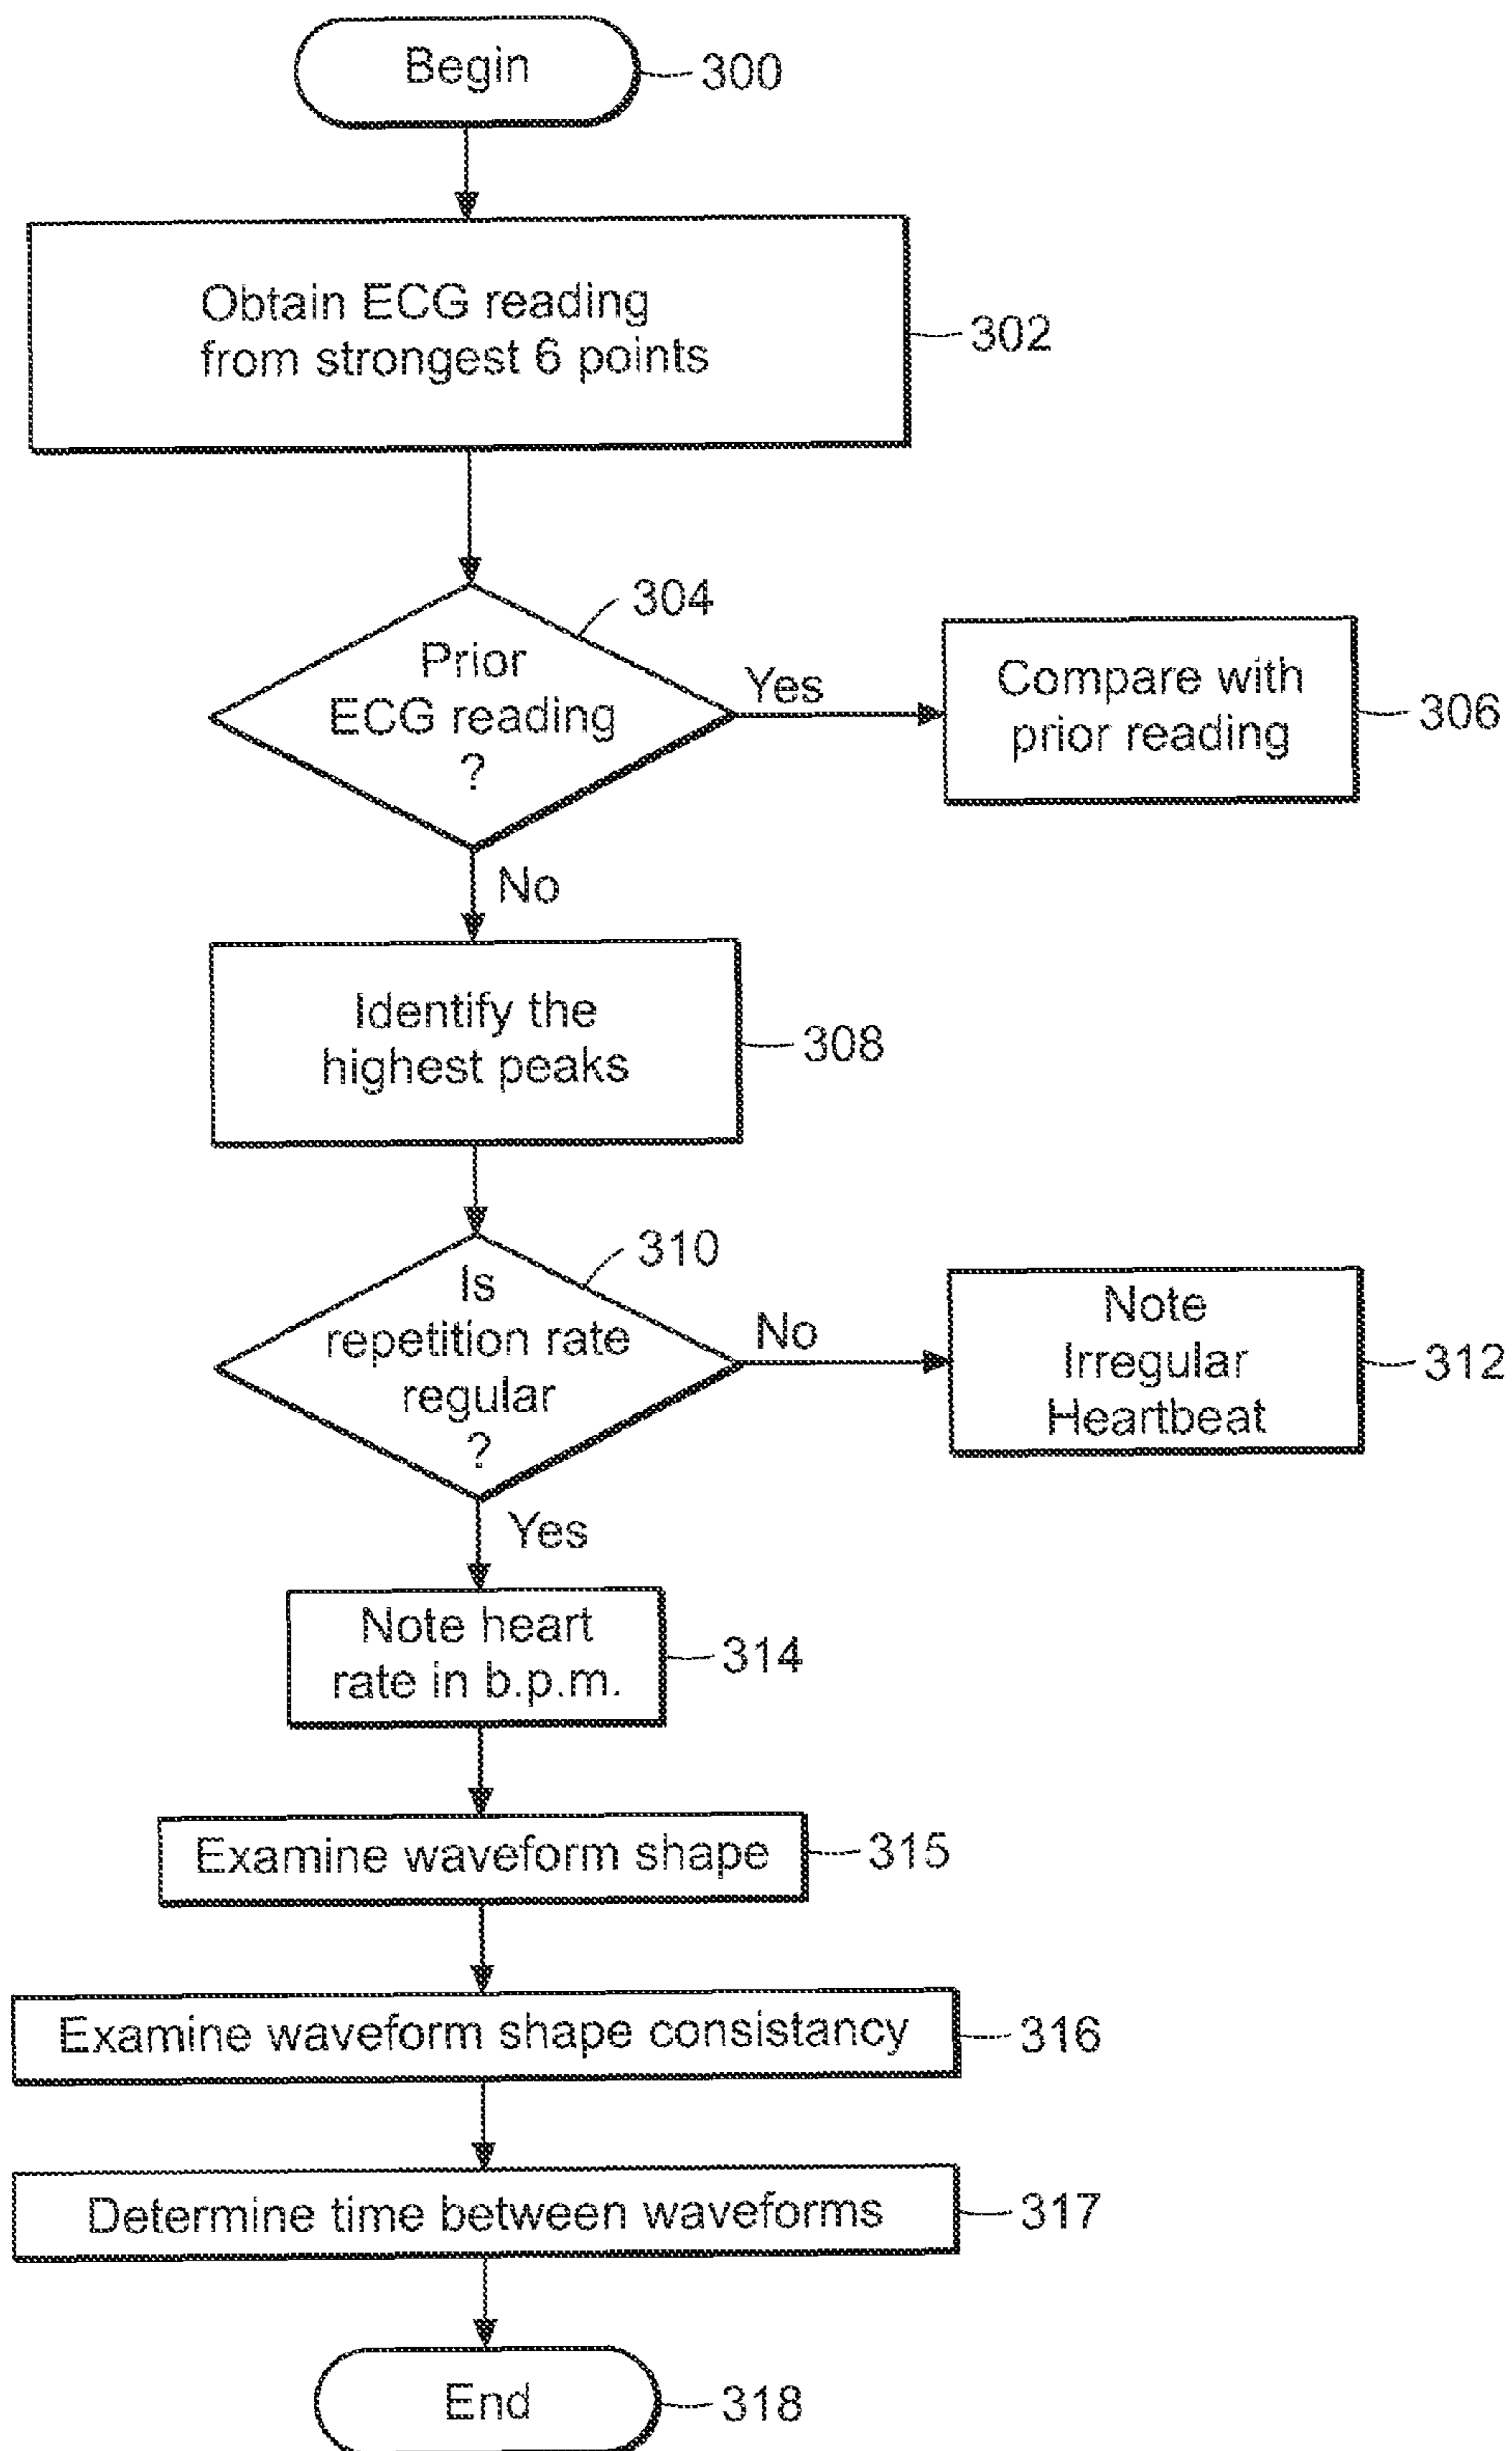 Begin
300
Obtain ECG reading
from strongest 6 points
302
304
Prior
ECG reading
?
Yes
Compare with
prior reading
306
No
Identify the
highest peaks
308
310
Is
repetition rate
regular
?
No
Note
Irregular
Heartbeat
312
Yes
Note heart
rate in b.p.m.
314
Examine waveform shape
315
Examine waveform shape consistancy
316
Determine time between waveforms
317
End
318